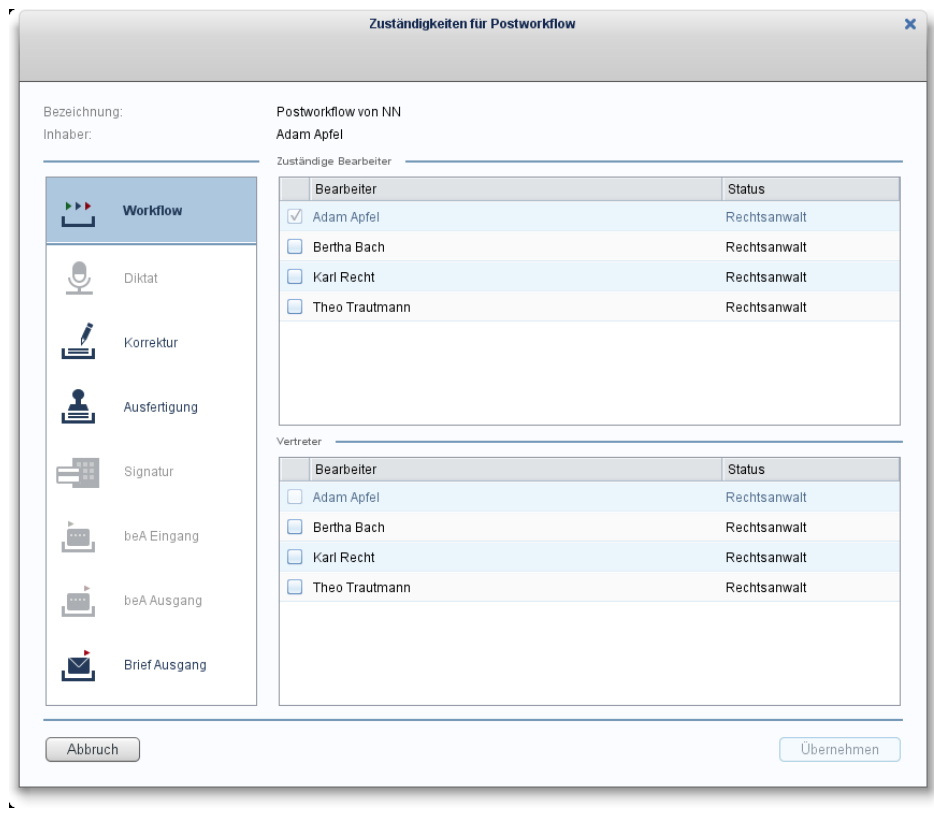 Zuständigkeiten für Postworkflow
Bezeichnung: Postworkflow von NN
Inhaber: Adam Apfel
Workflow
Diktat
Korrektur
Ausfertigung
Signatur
beA Eingang
beA Ausgang
Brief Ausgang
Zuständige Bearbeiter
Bearbeiter Status
Adam Apfel Rechtsanwalt
Bertha Bach Rechtsanwalt
Karl Recht Rechtsanwalt
Theo Trautmann Rechtsanwalt
Vertreter
Bearbeiter Status
Adam Apfel Rechtsanwalt
Bertha Bach Rechtsanwalt
Karl Recht Rechtsanwalt
Theo Trautmann Rechtsanwalt
Abbruch Übernehmen